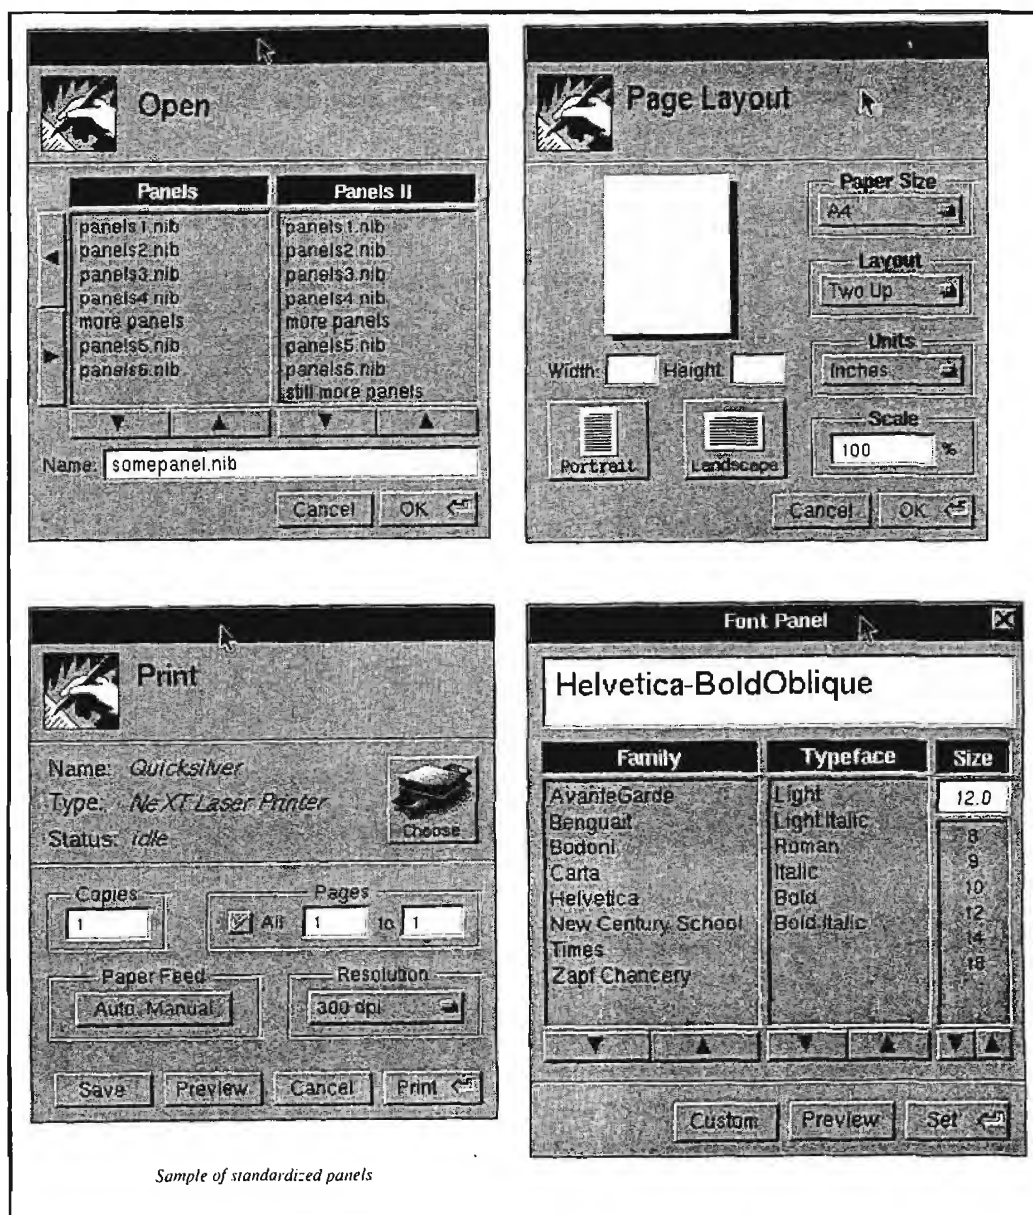 Open
Panels
panels1.nib
panels2.nib
panels3.nib
panels4.nib
more panels
panels5.nib
panels6.nib
Panels II
panels1.nib
panels2.nib
panels3.nib
panels4.nib
more panels
panels5.nib
panels6.nib
still more panels
Name: somepanel.nib
Cancel OK
Page Layout
Paper Size
A4
Layout
Two Up
Units
Inches
Width: Height:
Portrait Landscape
Scale
100 %
Cancel OK
Print
Name: Quicksilver
Type: NeXT Laser Printer
Status: idle
Choose
Copies
1
Pages
All 1 to 1
Paper Feed
Auto Manual
Resolution
300 dpi
Save Preview Cancel Print
Font Panel
Helvetica-BoldOblique
Family
AvanteGarde
Benguait
Bodoni
Carta
Helvetica
New Century School
Times
Zapf Chancery
Typeface
Light
Light Italic
Roman
Italic
Bold
Bold Italic
Size
12.0
8
9
10
12
14
18
Custom Preview Set
Sample of standardized panels